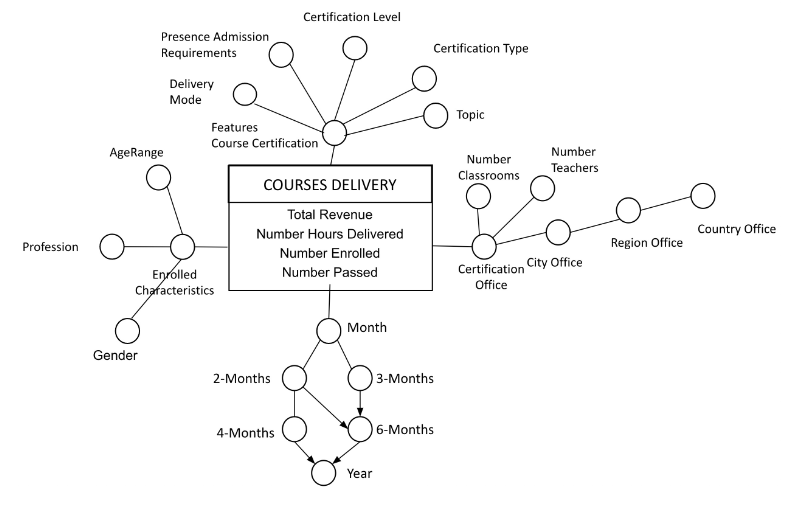 Certification Level
Presence Admission
Requirements
Certification Type
Delivery
Mode
Topic
Features
Course Certification
AgeRange
Number
Classrooms
Number
Teachers
COURSES DELIVERY
Total Revenue
Number Hours Delivered
Number Enrolled
Number Passed
Profession
Enrolled
Characteristics
Gender
Certification
Office
City Office
Region Office
Country Office
Month
2-Months
3-Months
4-Months
6-Months
Year